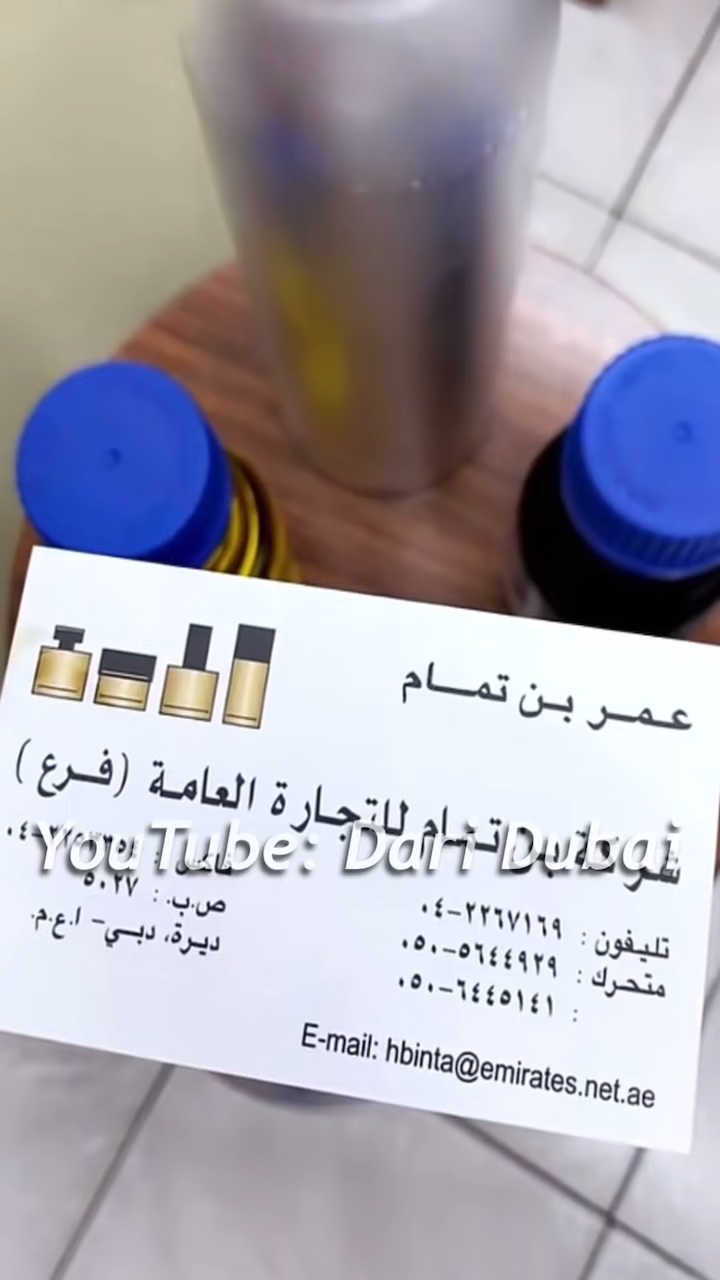 عمر بن تمام
شركة بن تمام للتجارة العامة (فرع)
YouTube: Dari Dubai
تليفون : ٢٢٦٧١٦٩-٠٤
متحرك : ٥٦٤٤٩٢٩-٠٥٠
: ٦٤٤٥١٤١-٠٥٠
فاكس :
ص.ب. : ٥٠٢٧
ديرة، دبي- ا.ع.م.
E-mail: hbinta@emirates.net.ae